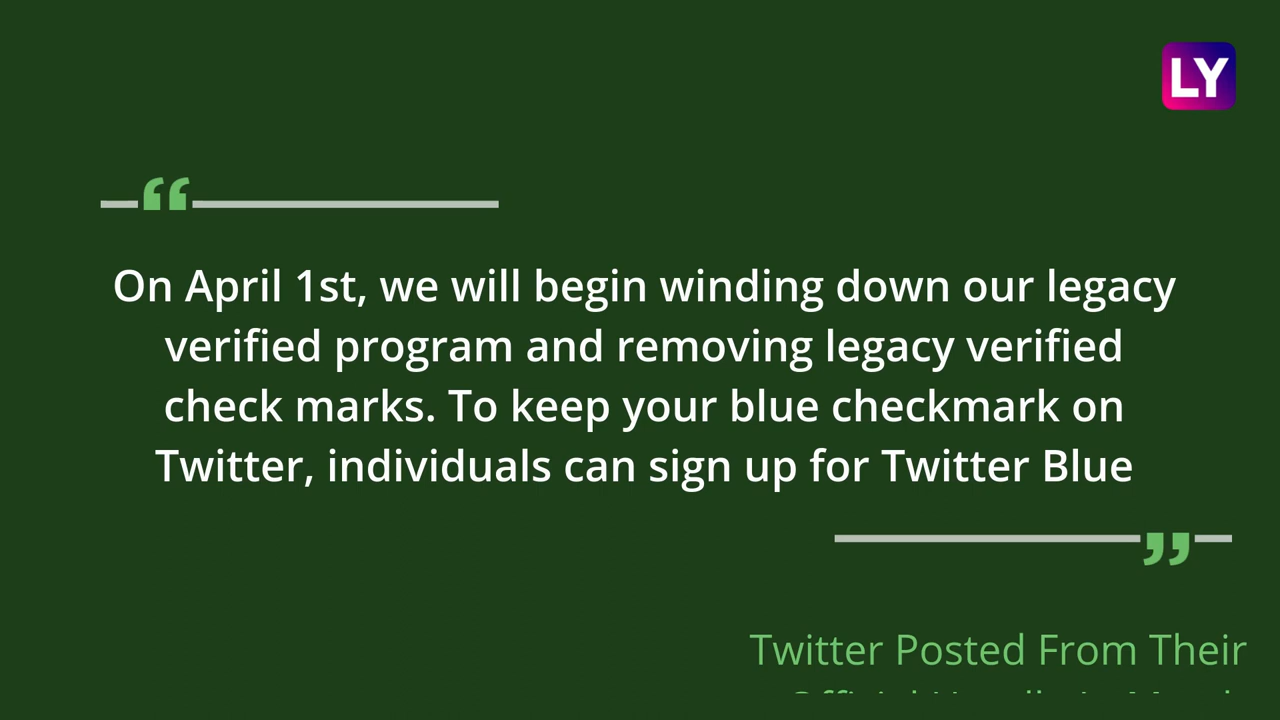 LY
“
On April 1st, we will begin winding down our legacy
verified program and removing legacy verified
check marks. To keep your blue checkmark on
Twitter, individuals can sign up for Twitter Blue
”
Twitter Posted From Their